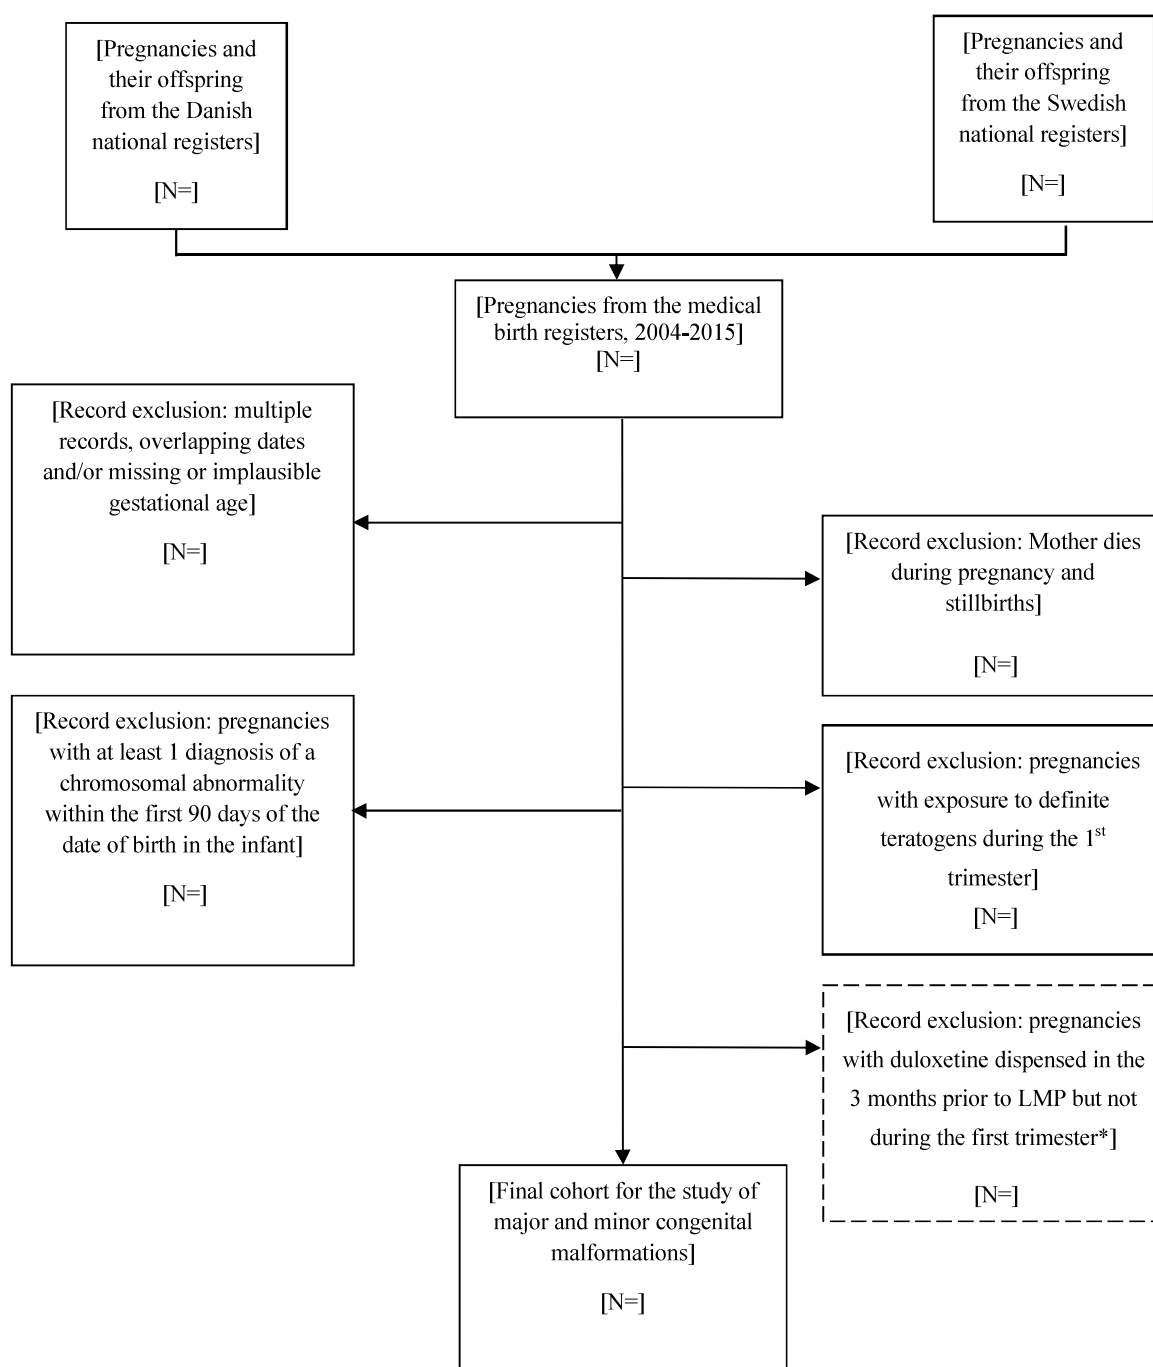 [Pregnancies and
their offspring
from the Danish
national registers]
[N=]
[Pregnancies and
their offspring
from the Swedish
national registers]
[N=]
[Pregnancies from the medical
birth registers, 2004-2015]
[N=]
[Record exclusion: multiple
records, overlapping dates
and/or missing or implausible
gestational age]
[N=]
[Record exclusion: Mother dies
during pregnancy and
stillbirths]
[N=]
[Record exclusion: pregnancies
with at least 1 diagnosis of a
chromosomal abnormality
within the first 90 days of the
date of birth in the infant]
[N=]
[Record exclusion: pregnancies
with exposure to definite
teratogens during the 1st
trimester]
[N=]
[Record exclusion: pregnancies
with duloxetine dispensed in the
3 months prior to LMP but not
during the first trimester*]
[N=]
[Final cohort for the study of
major and minor congenital
malformations]
[N=]